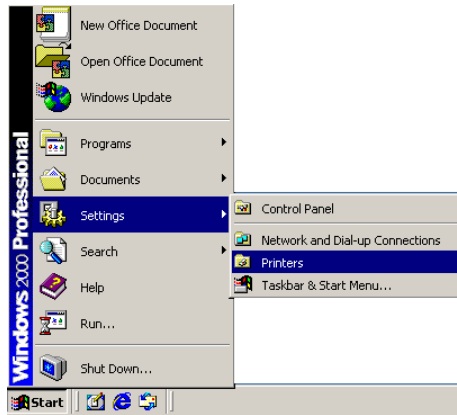 New Office Document
Open Office Document
Windows Update
Programs
Documents
Settings
Search
Help
Run...
Shut Down...
Windows 2000 Professional
Control Panel
Network and Dial-up Connections
Printers
Taskbar & Start Menu...
Start